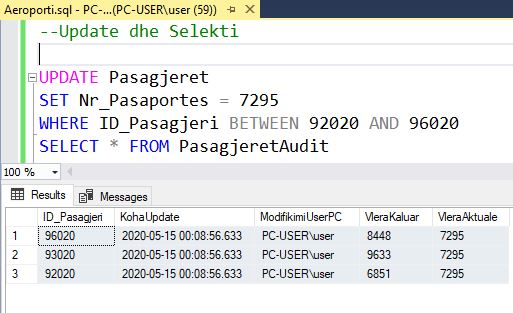 Aeroporti.sql - PC-...(PC-USER\user (59))
--Update dhe Selekti
UPDATE Pasagjeret
SET Nr_Pasaportes = 7295
WHERE ID_Pasagjeri BETWEEN 92020 AND 96020
SELECT * FROM PasagjeretAudit
100 %
Results Messages
ID_Pasagjeri KohaUpdate ModifikimiUserPC VleraKaluar VleraAktuale
1 96020 2020-05-15 00:08:56.633 PC-USER\user 8448 7295
2 93020 2020-05-15 00:08:56.633 PC-USER\user 9633 7295
3 92020 2020-05-15 00:08:56.633 PC-USER\user 6851 7295